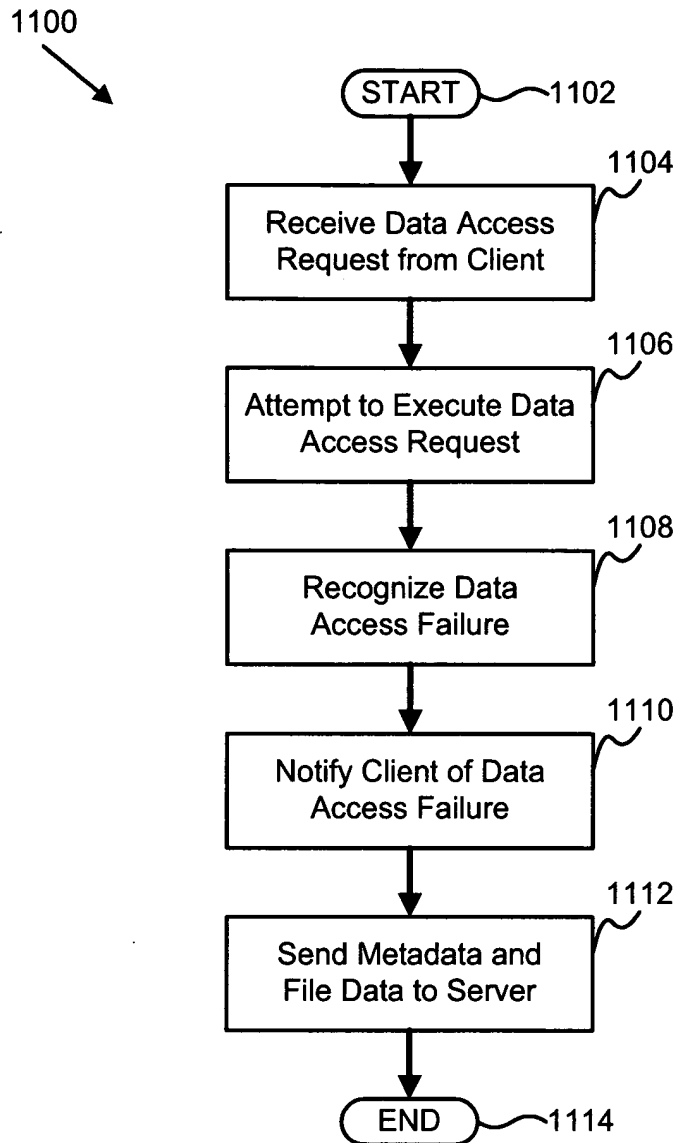 1100
START
1102
1104
Receive Data Access
Request from Client
1106
Attempt to Execute Data
Access Request
1108
Recognize Data
Access Failure
1110
Notify Client of Data
Access Failure
1112
Send Metadata and
File Data to Server
END
1114